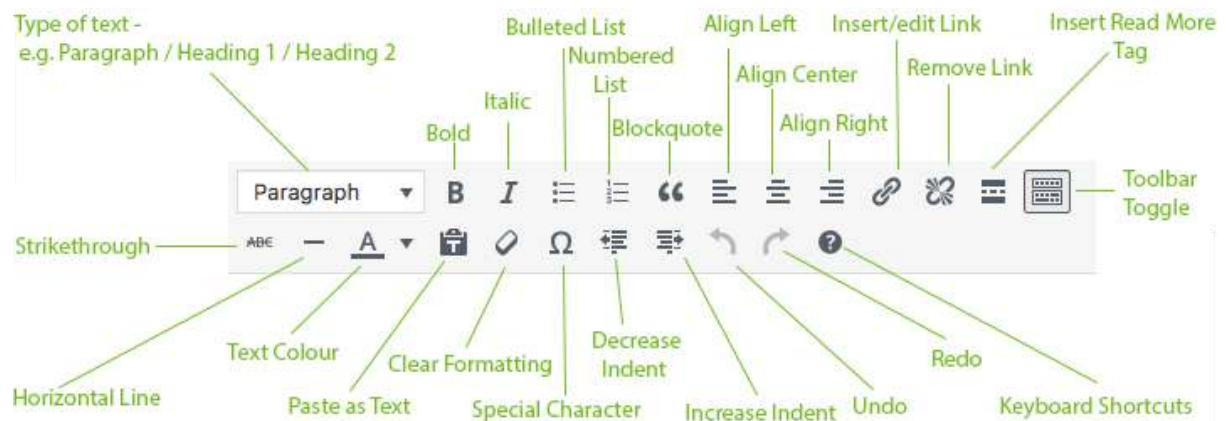 Type of text -
e.g. Paragraph / Heading 1 / Heading 2
Bulleted List
Numbered
List
Italic
Bold
Blockquote
Align Left
Align Center
Align Right
Insert/edit Link
Remove Link
Insert Read More
Tag
Paragraph
B
I
Toolbar
Toggle
Strikethrough
ABC
A
T
Ω
?
Horizontal Line
Text Colour
Paste as Text
Clear Formatting
Special Character
Decrease
Indent
Increase Indent
Undo
Redo
Keyboard Shortcuts